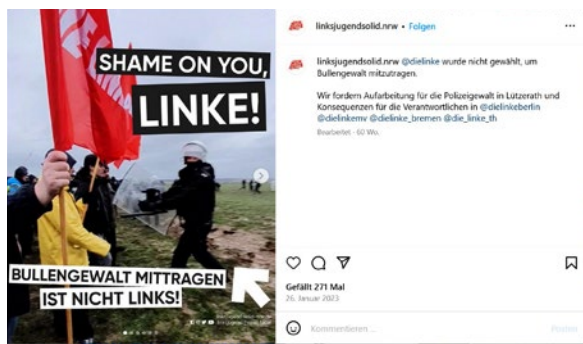 SHAME ON YOU,
LINKE!
BULLENGEWALT MITTRAGEN
IST NICHT LINKS!
linksjugendsolid.nrw • Folgen
linksjugendsolid.nrw @dielinke wurde nicht gewählt, um
Bullengewalt mitzutragen.
Wir fordern Aufarbeitung für die Polizeigewalt in Lützerath und
Konsequenzen für die Verantwortlichen in @dielinkeberlin
@dielinkemv @dielinke_bremen @die_linke_th
Bearbeitet · 60 Wo.
Gefällt 271 Mal
26. Januar 2023
Kommentieren ...
Posten